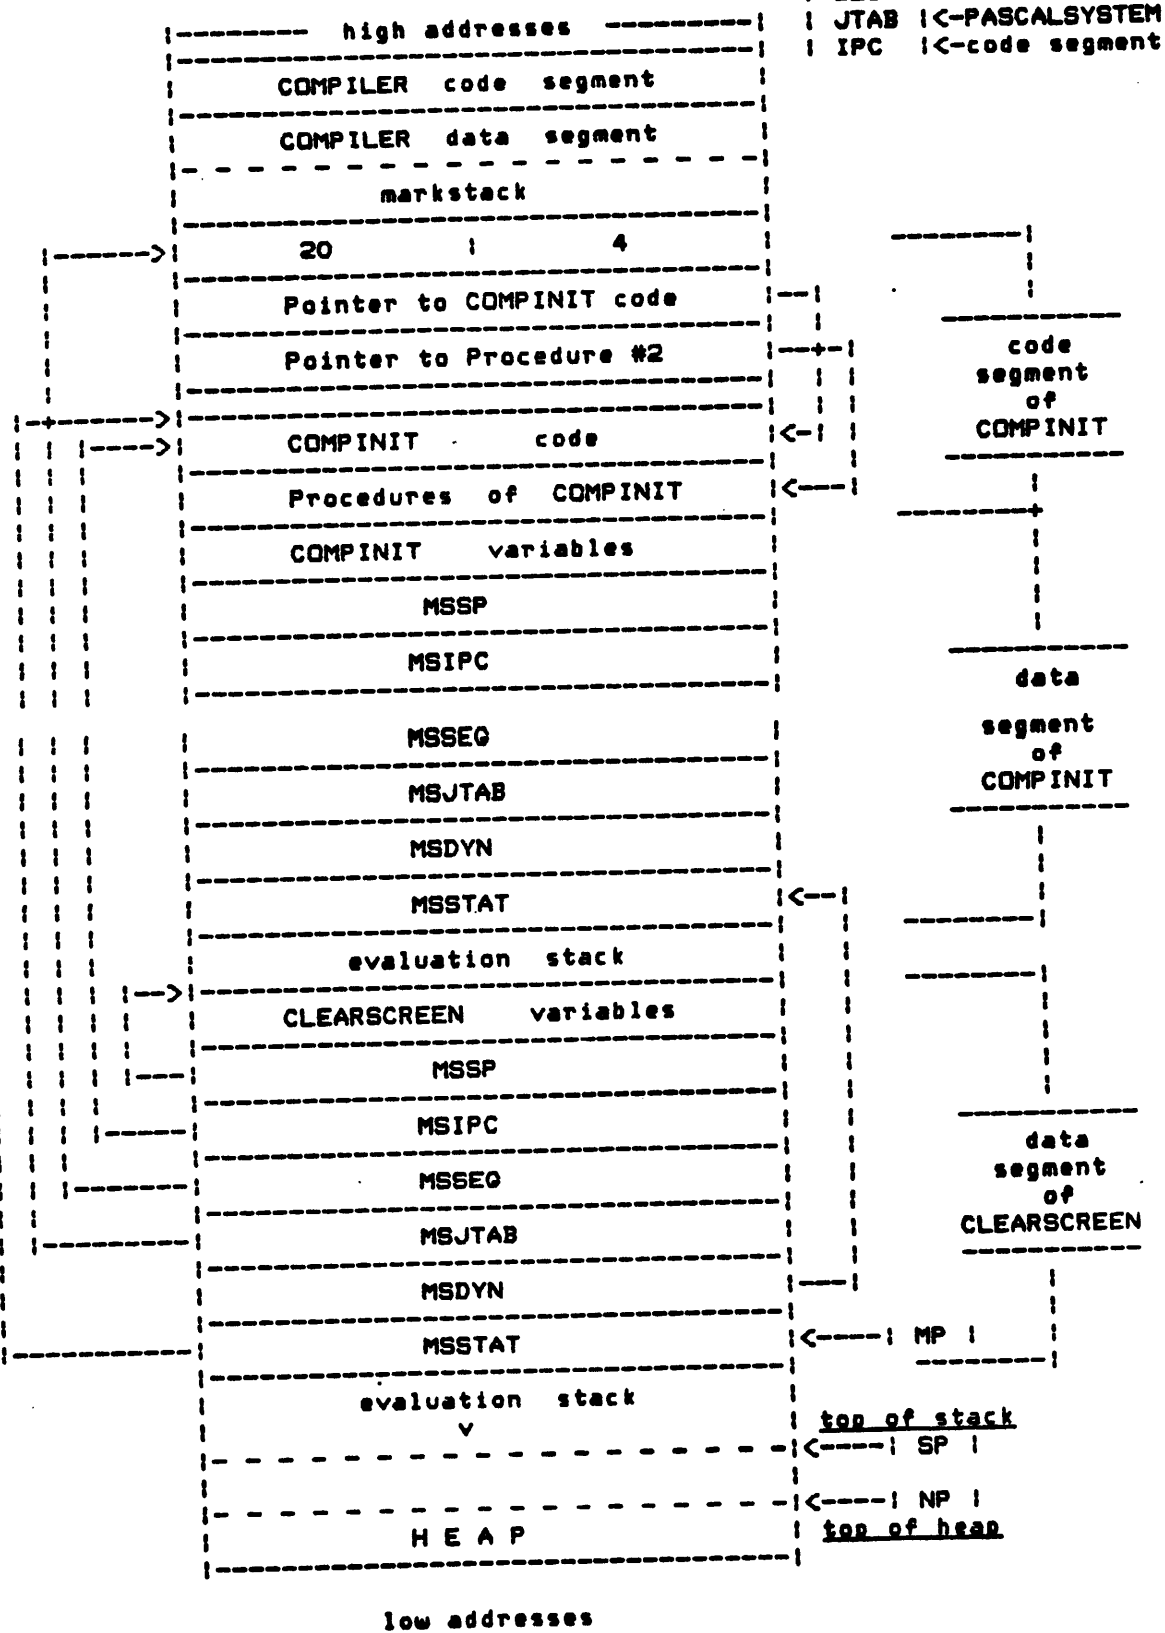 JTAB <-PASCALSYSTEM
high addresses
IPC <-code segment
COMPILER code segment
COMPILER data segment
markstack
20 4
Pointer to COMPINIT code
Pointer to Procedure #2
code
segment
of
COMPINIT
COMPINIT code
Procedures of COMPINIT
COMPINIT variables
MSSP
MSIPC
data
segment
of
COMPINIT
MSSEG
MSJTAB
MSDYN
MSSTAT
evaluation stack
CLEARSCREEN variables
MSSP
MSIPC
data
segment
of
CLEARSCREEN
MSSEG
MSJTAB
MSDYN
MSSTAT
MP
evaluation stack
v
top of stack
SP
NP
top of heap
H E A P
low addresses